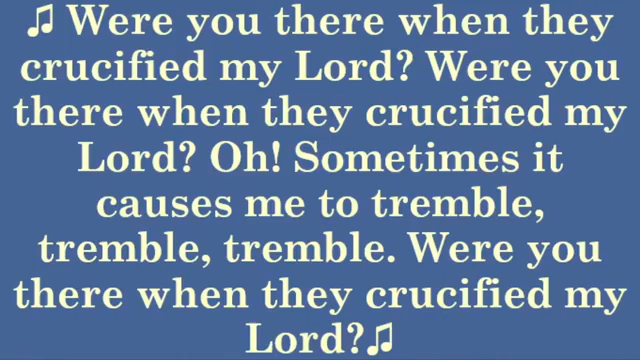 ♫ Were you there when they
crucified my Lord? Were you
there when they crucified my
Lord? Oh! Sometimes it
causes me to tremble,
tremble, tremble. Were you
there when they crucified my
Lord?♫